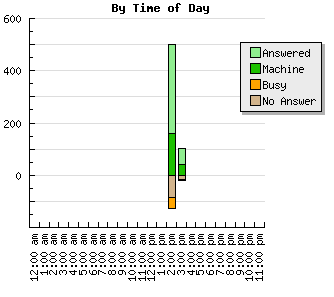 By Time of Day
600
400
200
0
Answered
Machine
Busy
No Answer
12:00 am
1:00 am
2:00 am
3:00 am
4:00 am
5:00 am
6:00 am
7:00 am
8:00 am
9:00 am
10:00 am
11:00 am
12:00 pm
1:00 pm
2:00 pm
3:00 pm
4:00 pm
5:00 pm
6:00 pm
7:00 pm
8:00 pm
9:00 pm
10:00 pm
11:00 pm